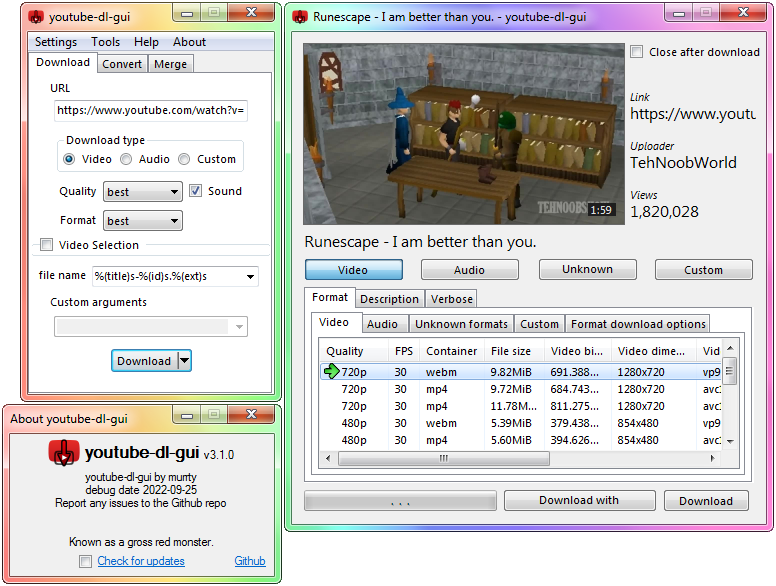 youtube-dl-gui
Settings Tools Help About
Download Convert Merge
URL
https://www.youtube.com/watch?v=
Download type
Video Audio Custom
Quality best Sound
Format best
Video Selection
file name %(title)s-%(id)s.%(ext)s
Custom arguments
Download
About youtube-dl-gui
youtube-dl-gui v3.1.0
youtube-dl-gui by murrty
debug date 2022-09-25
Report any issues to the Github repo
Known as a gross red monster.
Check for updates Github
Runescape - I am better than you. - youtube-dl-gui
Close after download
Link
https://www.youtu
Uploader
TehNoobWorld
Views
1,820,028
1:59
Runescape - I am better than you.
Video Audio Unknown Custom
Format Description Verbose
Video Audio Unknown formats Custom Format download options
Quality FPS Container File size Video bi... Video dime... Vid
720p 30 webm 9.82MiB 691.388... 1280x720 vp9
720p 30 mp4 9.72MiB 684.743... 1280x720 avc1
720p 30 mp4 11.78M... 811.275... 1280x720 avc1
480p 30 webm 5.39MiB 379.438... 854x480 vp9
480p 30 mp4 5.60MiB 394.626... 854x480 avc1
...
Download with
Download